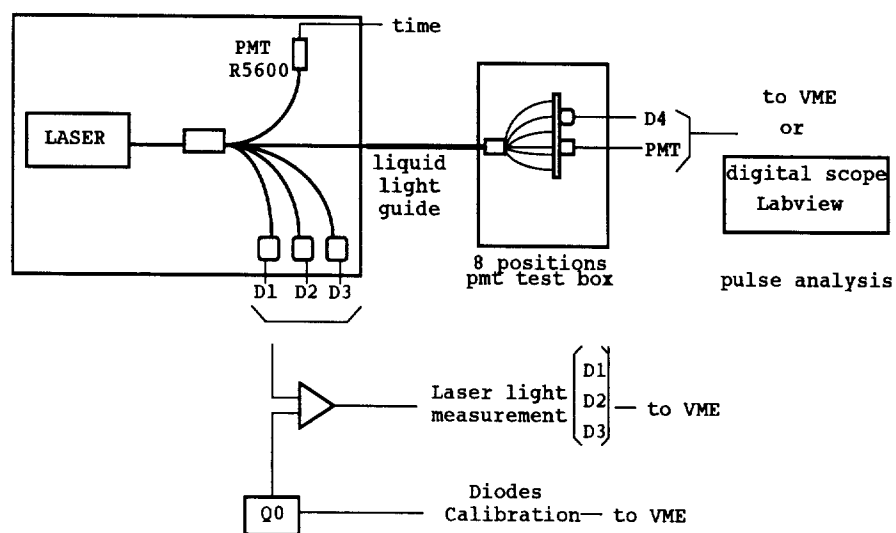 time
PMT
R5600
LASER
liquid
light
guide
D1 D2 D3
D4
PMT
8 positions
pmt test box
to VME
or
digital scope
Labview
pulse analysis
Laser light
measurement
D1
D2
D3
to VME
Q0
Diodes
Calibration
to VME